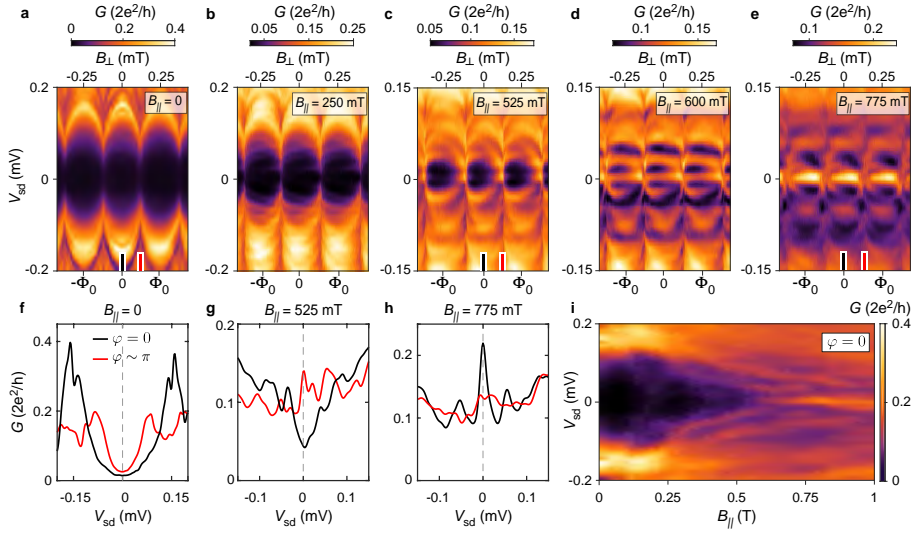 a
G (2e²/h)
0 0.2 0.4
B⊥ (mT)
-0.25 0 0.25
B// = 0
V_sd (mV)
0.2
0
-0.2
-Φ₀ 0 Φ₀
b
G (2e²/h)
0.05 0.15 0.25
B⊥ (mT)
-0.25 0 0.25
B// = 250 mT
0.2
0
-0.2
-Φ₀ 0 Φ₀
c
G (2e²/h)
0.05 0.1 0.15
B⊥ (mT)
-0.25 0 0.25
B// = 525 mT
0.15
0
-0.15
-Φ₀ 0 Φ₀
d
G (2e²/h)
0.1 0.15
B⊥ (mT)
-0.25 0 0.25
B// = 600 mT
0.15
0
-0.15
-Φ₀ 0 Φ₀
e
G (2e²/h)
0.1 0.2
B⊥ (mT)
-0.25 0 0.25
B// = 775 mT
0.15
0
-0.15
-Φ₀ 0 Φ₀
f
B// = 0
φ = 0
φ ~ π
G (2e²/h)
0.4
0.2
0
-0.15 0 0.15
V_sd (mV)
g
B// = 525 mT
0.2
0.1
0
-0.1 0 0.1
V_sd (mV)
h
B// = 775 mT
0.2
0.1
0
-0.1 0 0.1
V_sd (mV)
i
G (2e²/h)
φ = 0
V_sd (mV)
0.2
0
-0.2
0 0.25 0.5 0.75 1
B// (T)
0.4
0.2
0